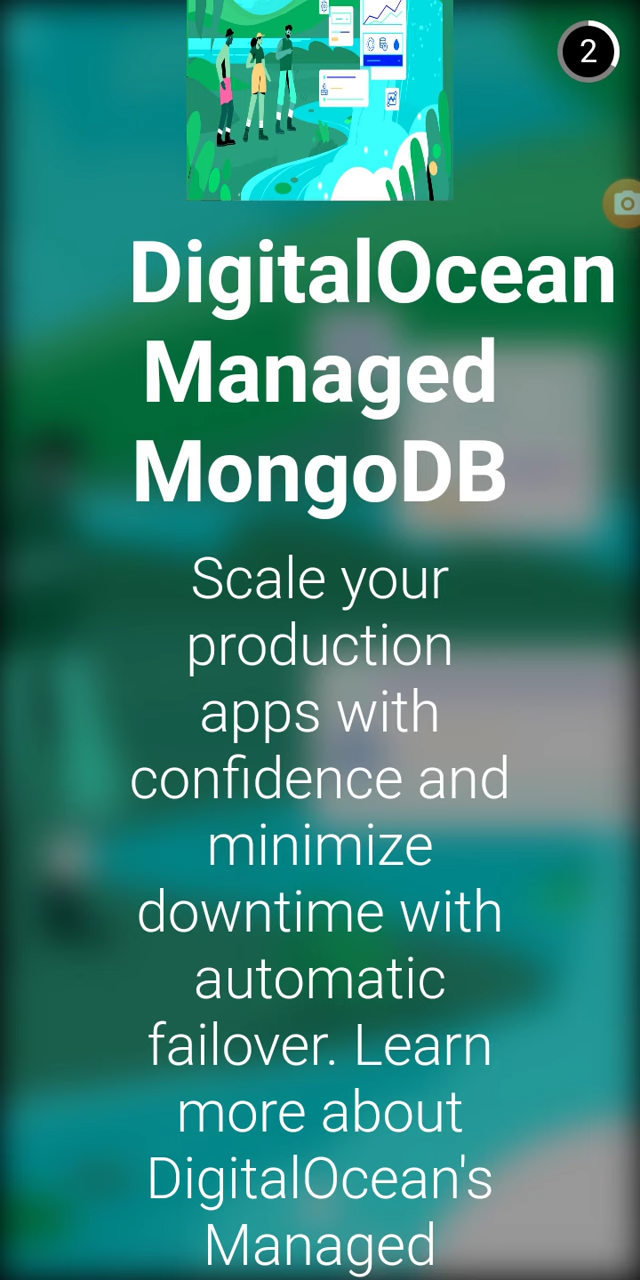 2
DigitalOcean
Managed
MongoDB
Scale your
production
apps with
confidence and
minimize
downtime with
automatic
failover. Learn
more about
DigitalOcean's
Managed